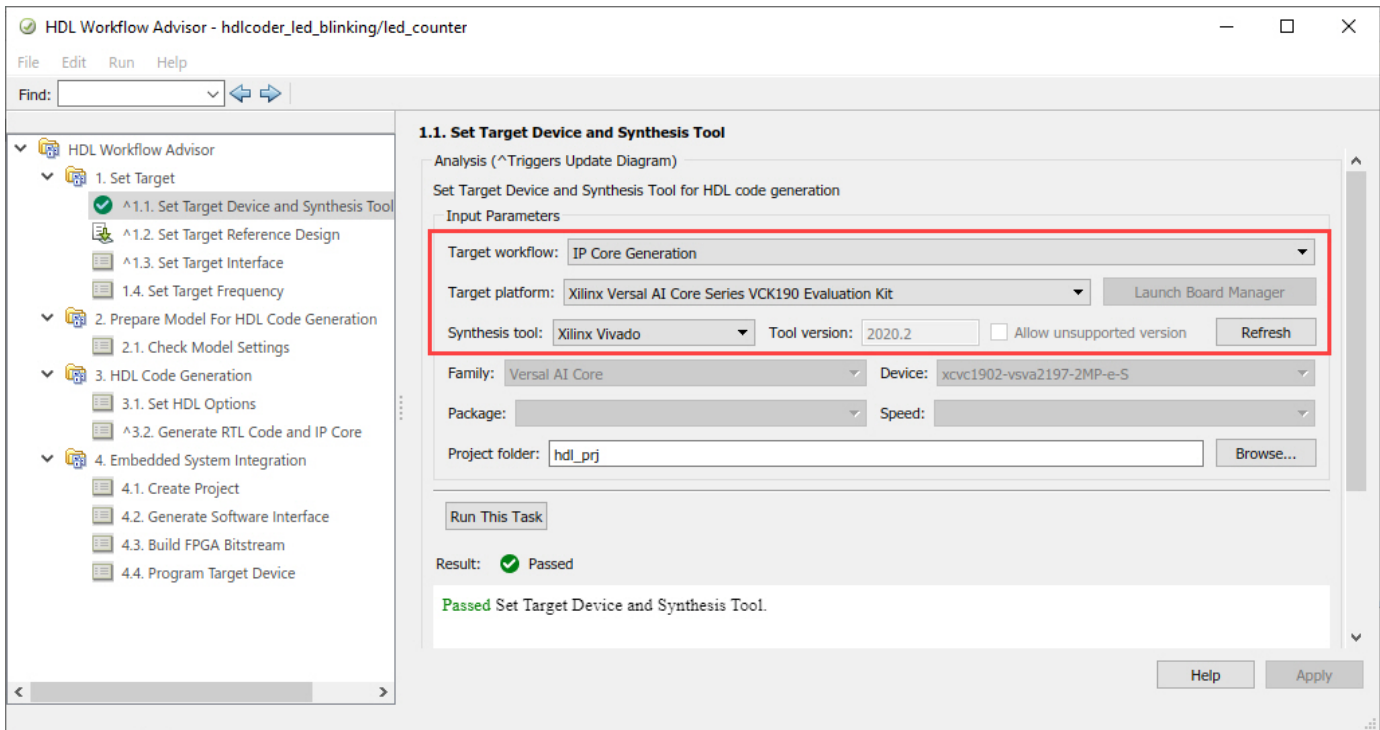 HDL Workflow Advisor - hdlcoder_led_blinking/led_counter
File Edit Run Help
Find:
HDL Workflow Advisor
1. Set Target
^1.1. Set Target Device and Synthesis Tool
^1.2. Set Target Reference Design
^1.3. Set Target Interface
1.4. Set Target Frequency
2. Prepare Model For HDL Code Generation
2.1. Check Model Settings
3. HDL Code Generation
3.1. Set HDL Options
^3.2. Generate RTL Code and IP Core
4. Embedded System Integration
4.1. Create Project
4.2. Generate Software Interface
4.3. Build FPGA Bitstream
4.4. Program Target Device
1.1. Set Target Device and Synthesis Tool
Analysis (^Triggers Update Diagram)
Set Target Device and Synthesis Tool for HDL code generation
Input Parameters
Target workflow: IP Core Generation
Target platform: Xilinx Versal AI Core Series VCK190 Evaluation Kit Launch Board Manager
Synthesis tool: Xilinx Vivado Tool version: 2020.2 Allow unsupported version Refresh
Family: Versal AI Core Device: xcvc1902-vsva2197-2MP-e-S
Package: Speed:
Project folder: hdl_prj Browse...
Run This Task
Result: Passed
Passed Set Target Device and Synthesis Tool.
Help Apply